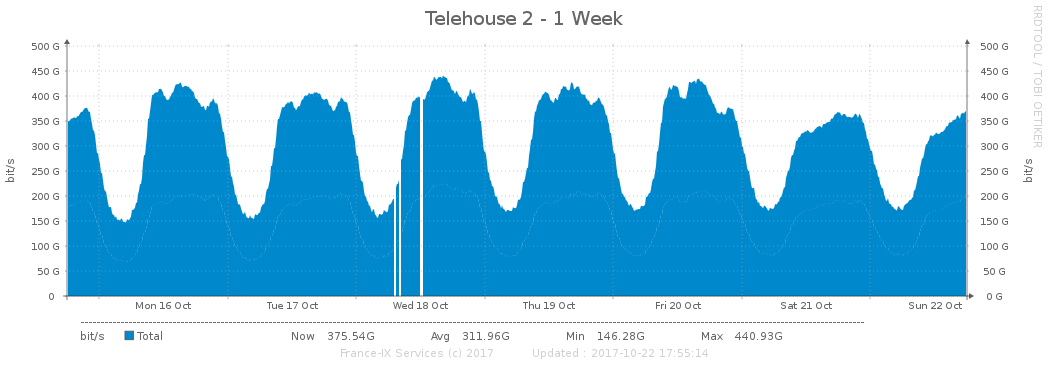 Telehouse 2 - 1 Week
RRDTOOL / TOBI OETIKER
500 G 500 G
450 G 450 G
400 G 400 G
350 G 350 G
300 G 300 G
250 G 250 G
200 G 200 G
150 G 150 G
100 G 100 G
50 G 50 G
0 0 G
bit/s
bit/s
Mon 16 Oct Tue 17 Oct Wed 18 Oct Thu 19 Oct Fri 20 Oct Sat 21 Oct Sun 22 Oct
bit/s Total Now 375.54G Avg 311.96G Min 146.28G Max 440.93G
France-IX Services (c) 2017 Updated : 2017-10-22 17:55:14